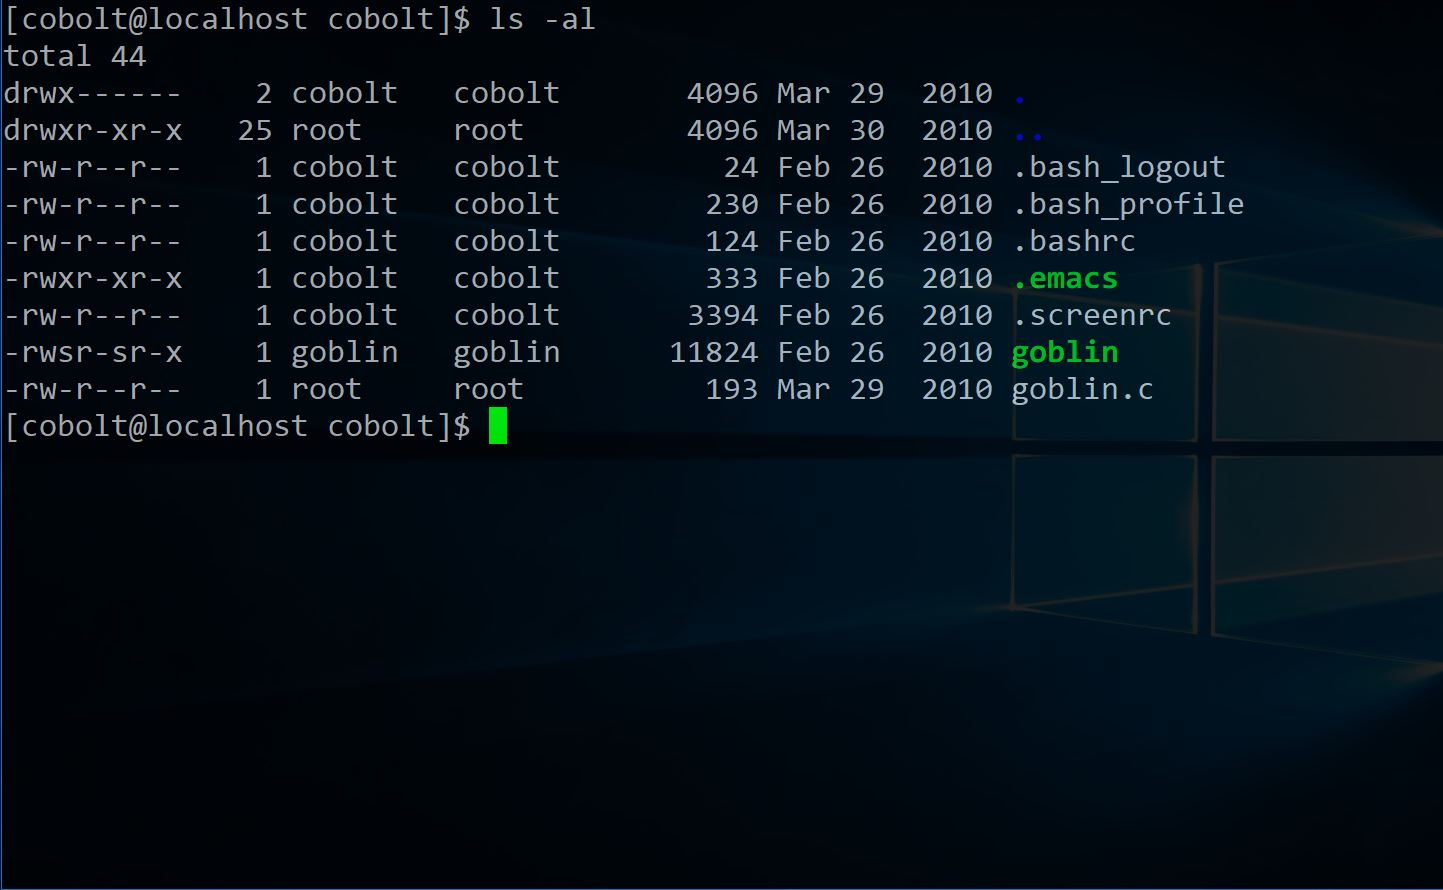 [cobolt@localhost cobolt]$ ls -al
total 44
drwx------    2 cobolt   cobolt       4096 Mar 29  2010 .
drwxr-xr-x   25 root     root         4096 Mar 30  2010 ..
-rw-r--r--    1 cobolt   cobolt         24 Feb 26  2010 .bash_logout
-rw-r--r--    1 cobolt   cobolt        230 Feb 26  2010 .bash_profile
-rw-r--r--    1 cobolt   cobolt        124 Feb 26  2010 .bashrc
-rwxr-xr-x    1 cobolt   cobolt        333 Feb 26  2010 .emacs
-rw-r--r--    1 cobolt   cobolt       3394 Feb 26  2010 .screenrc
-rwsr-sr-x    1 goblin   goblin      11824 Feb 26  2010 goblin
-rw-r--r--    1 root     root          193 Mar 29  2010 goblin.c
[cobolt@localhost cobolt]$